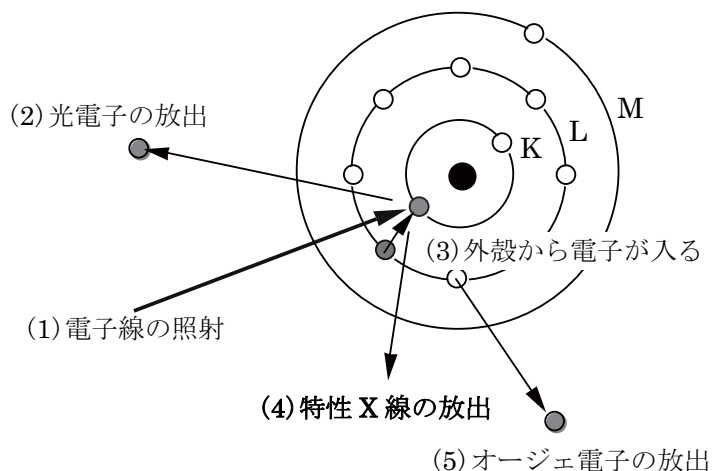 M
(2)光電子の放出
L
K
(3)外殻から電子が入る
(1)電子線の照射
(4)特性 X 線の放出
(5)オージェ電子の放出